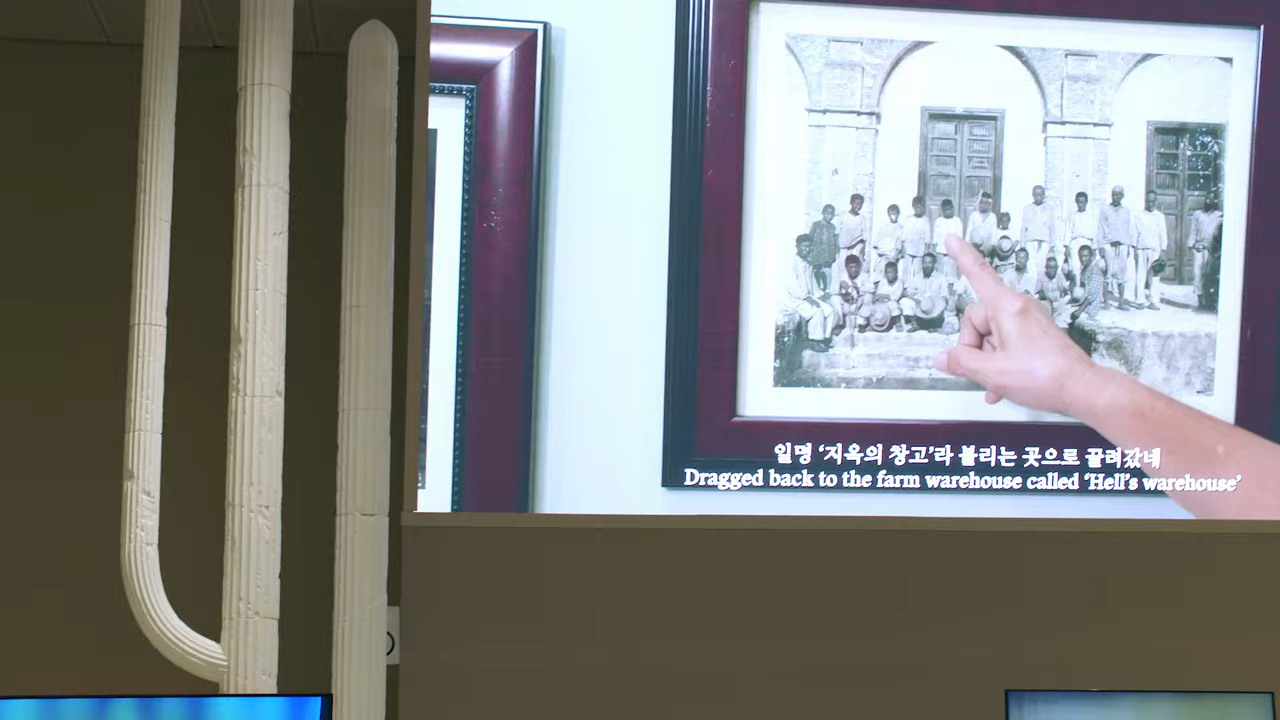 일명 ‘지옥의 창고’라 불리는 곳으로 끌려갔네
Dragged back to the farm warehouse called ‘Hell’s warehouse’